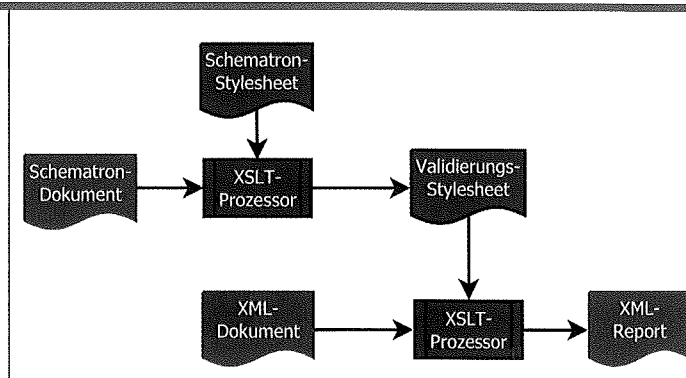 Schematron-
Stylesheet
Schematron-
Dokument
XSLT-
Prozessor
Validierungs-
Stylesheet
XML-
Dokument
XSLT-
Prozessor
XML-
Report